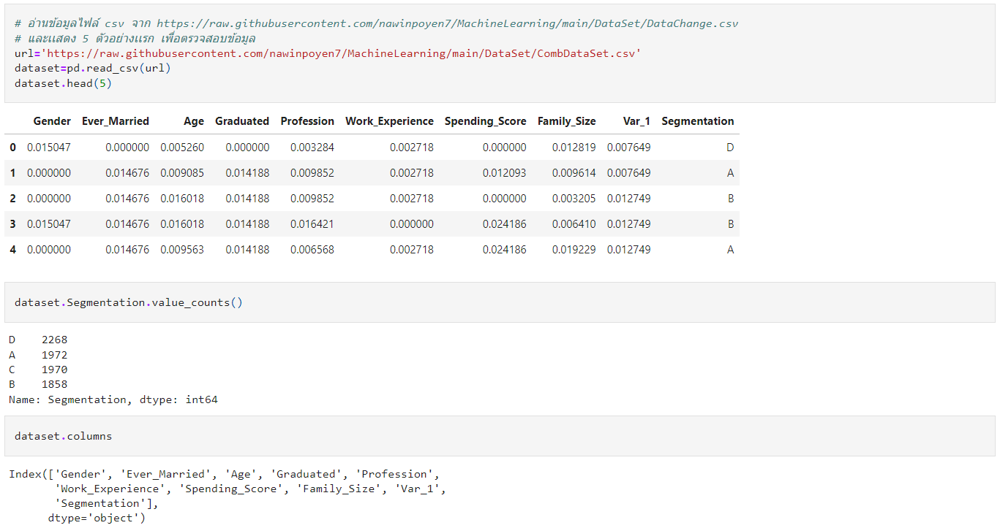 # อ่านข้อมูลไฟล์ csv จาก https://raw.githubusercontent.com/nawinpoyen7/MachineLearning/main/DataSet/DataChange.csv
# และแสดง 5 ตัวอย่างแรก เพื่อตรวจสอบข้อมูล
url='https://raw.githubusercontent.com/nawinpoyen7/MachineLearning/main/DataSet/CombDataSet.csv'
dataset=pd.read_csv(url)
dataset.head(5)
Gender Ever_Married Age Graduated Profession Work_Experience Spending_Score Family_Size Var_1 Segmentation
0 0.015047 0.000000 0.005260 0.000000 0.003284 0.002718 0.000000 0.012819 0.007649 D
1 0.000000 0.014676 0.009085 0.014188 0.009852 0.002718 0.012093 0.009614 0.007649 A
2 0.000000 0.014676 0.016018 0.014188 0.009852 0.002718 0.000000 0.003205 0.012749 B
3 0.015047 0.014676 0.016018 0.014188 0.016421 0.000000 0.024186 0.006410 0.012749 B
4 0.000000 0.014676 0.009563 0.014188 0.006568 0.002718 0.024186 0.019229 0.012749 A
dataset.Segmentation.value_counts()
D    2268
A    1972
C    1970
B    1858
Name: Segmentation, dtype: int64
dataset.columns
Index(['Gender', 'Ever_Married', 'Age', 'Graduated', 'Profession',
       'Work_Experience', 'Spending_Score', 'Family_Size', 'Var_1',
       'Segmentation'],
      dtype='object')